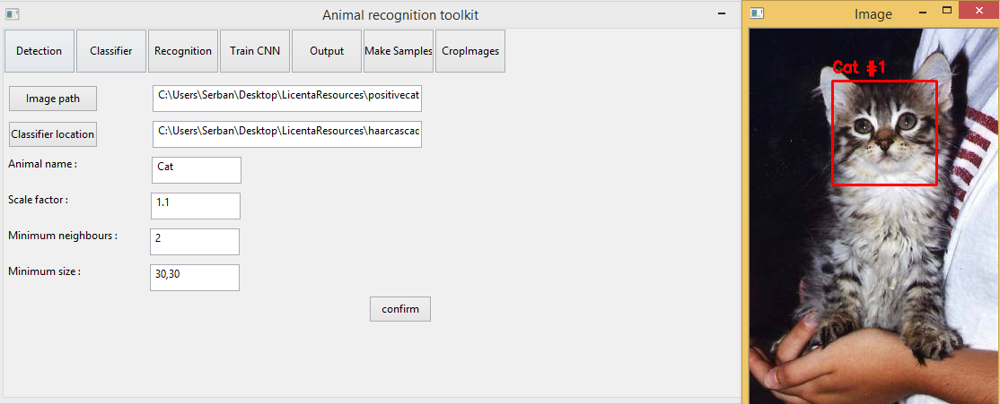 Animal recognition toolkit
Detection Classifier Recognition Train CNN Output Make Samples CropImages
Image path C:\Users\Serban\Desktop\LicentaResources\positivecat
Classifier location C:\Users\Serban\Desktop\LicentaResources\haarcascac
Animal name : Cat
Scale factor : 1.1
Minimum neighbours : 2
Minimum size : 30,30
confirm
Image
Cat #1